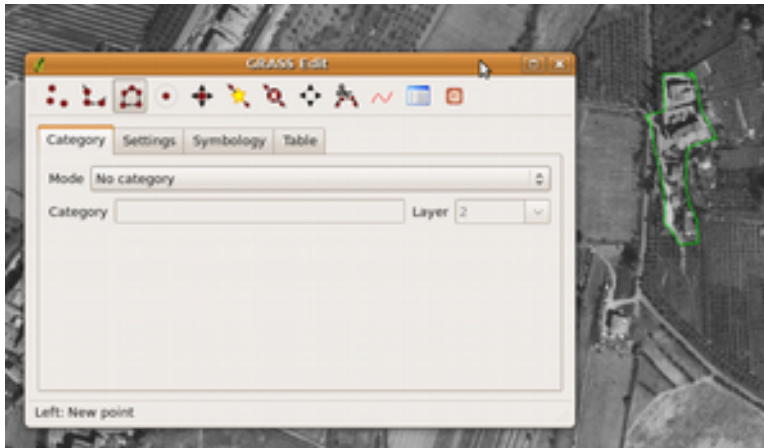 GRASS Edit
Category Settings Symbology Table
Mode No category
Category Layer 2
Left: New point